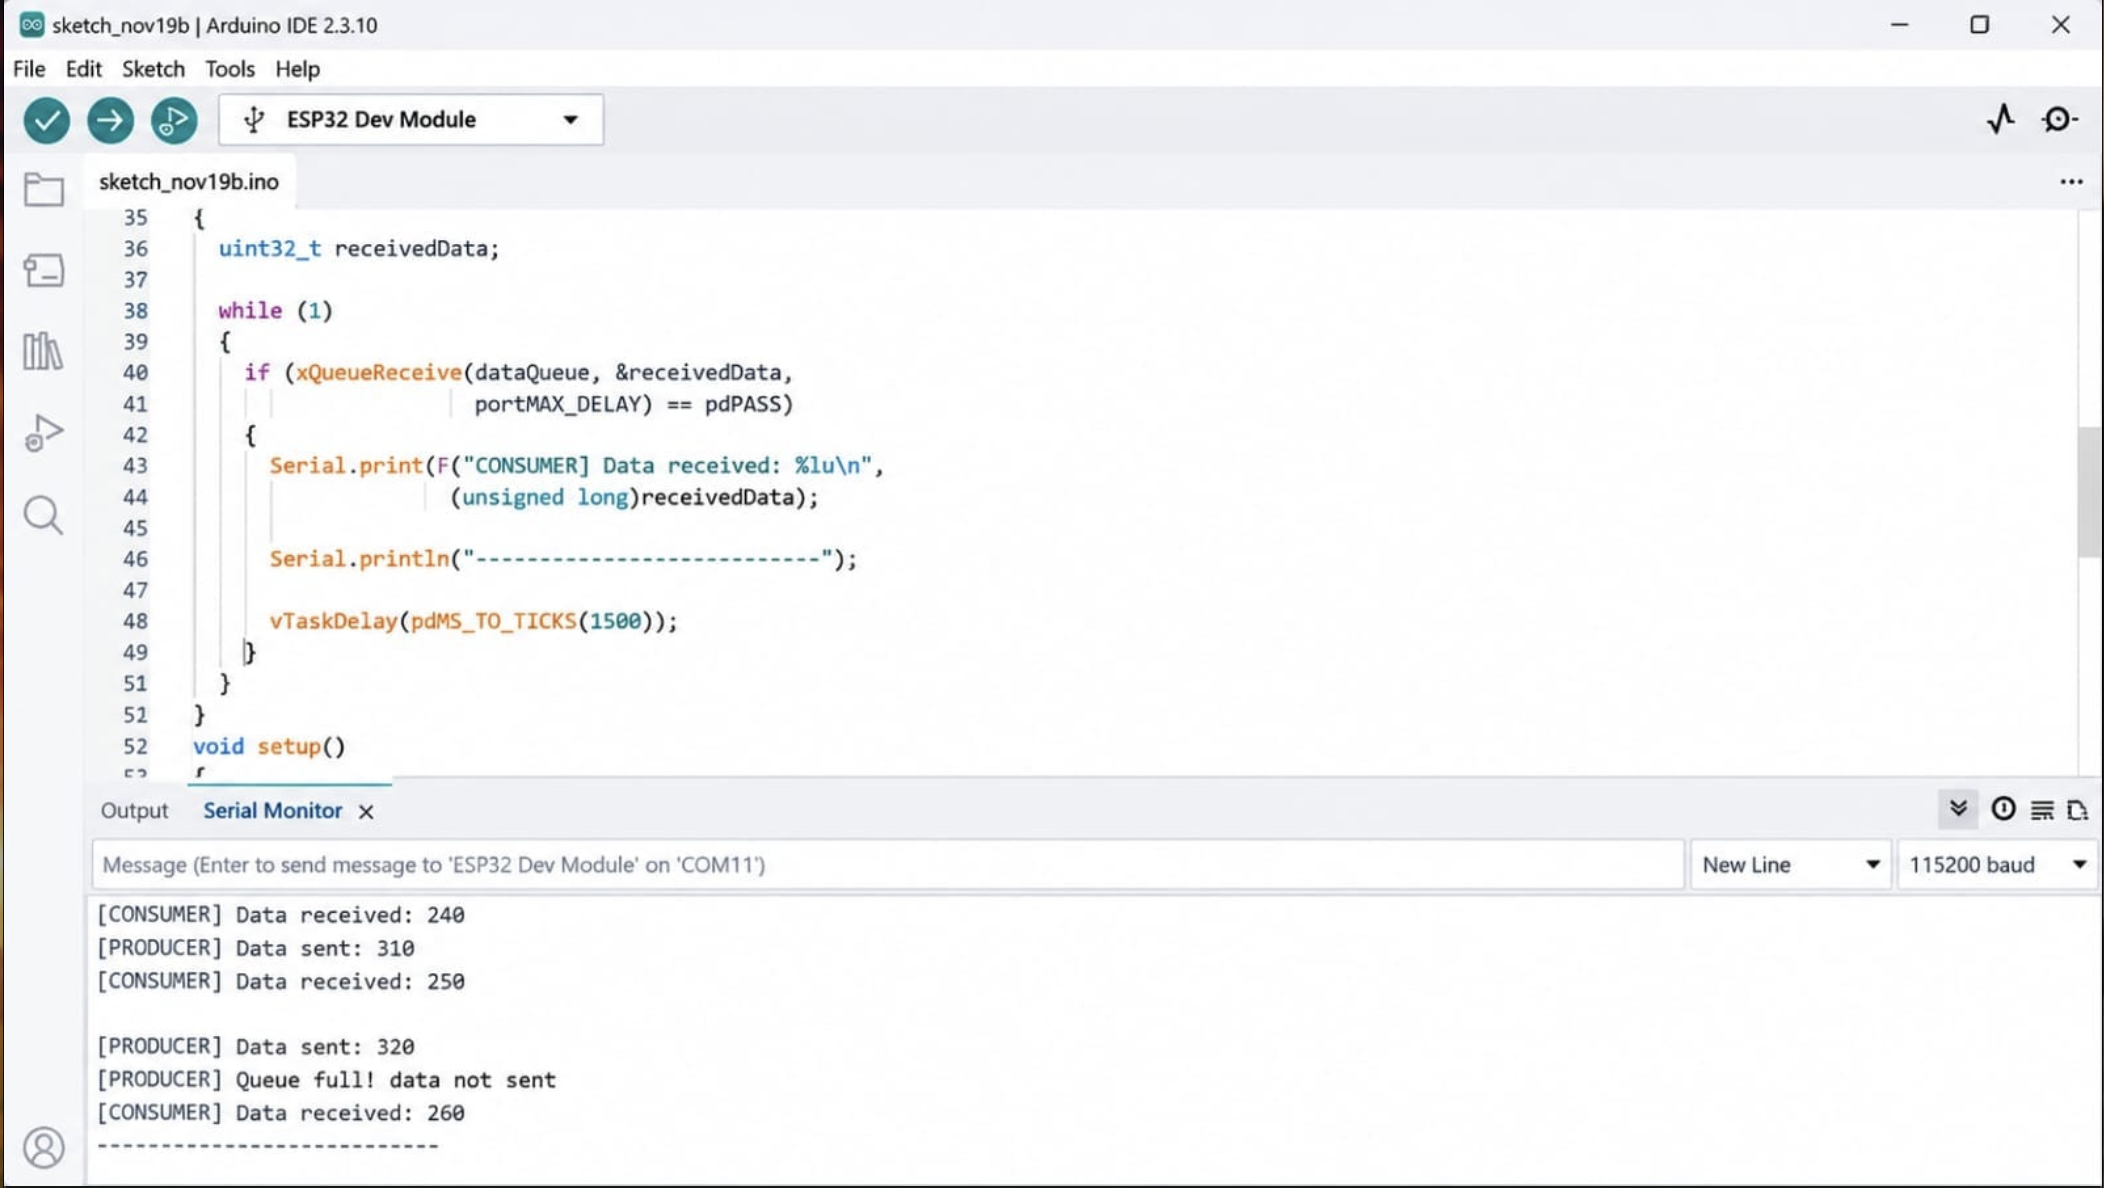 sketch_nov19b | Arduino IDE 2.3.10
File Edit Sketch Tools Help
ESP32 Dev Module
sketch_nov19b.ino
35 {
36 uint32_t receivedData;
37
38 while (1)
39 {
40 if (xQueueReceive(dataQueue, &receivedData,
41 portMAX_DELAY) == pdPASS)
42 {
43 Serial.print(F("CONSUMER] Data received: %lu\n",
44 (unsigned long)receivedData);
45
46 Serial.println("---------------------------");
47
48 vTaskDelay(pdMS_TO_TICKS(1500));
49 }
51 }
51 }
52 void setup()
{
Output Serial Monitor
Message (Enter to send message to 'ESP32 Dev Module' on 'COM11') New Line 115200 baud
[CONSUMER] Data received: 240
[PRODUCER] Data sent: 310
[CONSUMER] Data received: 250
[PRODUCER] Data sent: 320
[PRODUCER] Queue full! data not sent
[CONSUMER] Data received: 260
---------------------------